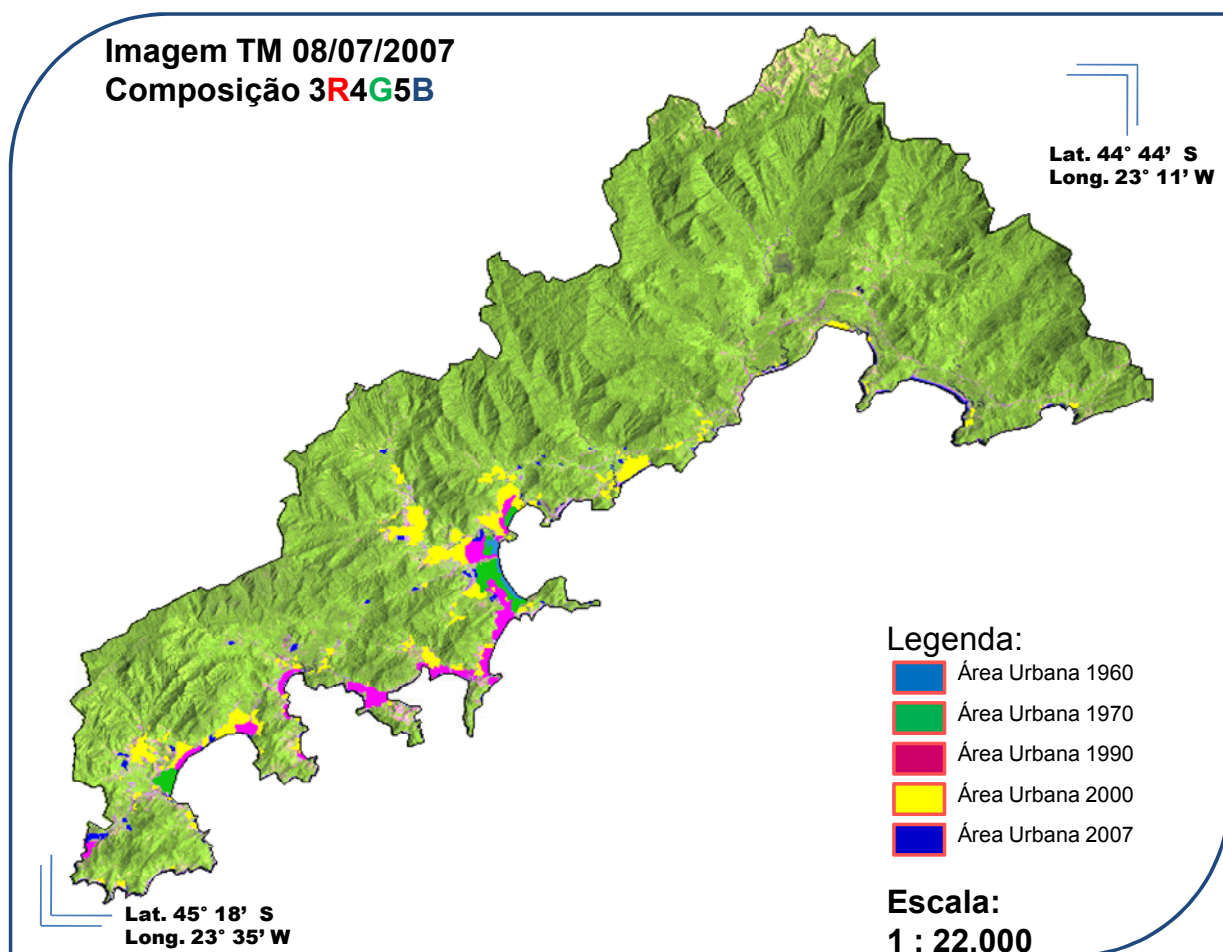 Imagem TM 08/07/2007
Composição 3R4G5B
Lat. 44° 44’ S
Long. 23° 11’ W
Legenda:
Área Urbana 1960
Área Urbana 1970
Área Urbana 1990
Área Urbana 2000
Área Urbana 2007
Lat. 45° 18’ S
Long. 23° 35’ W
Escala:
1 : 22.000